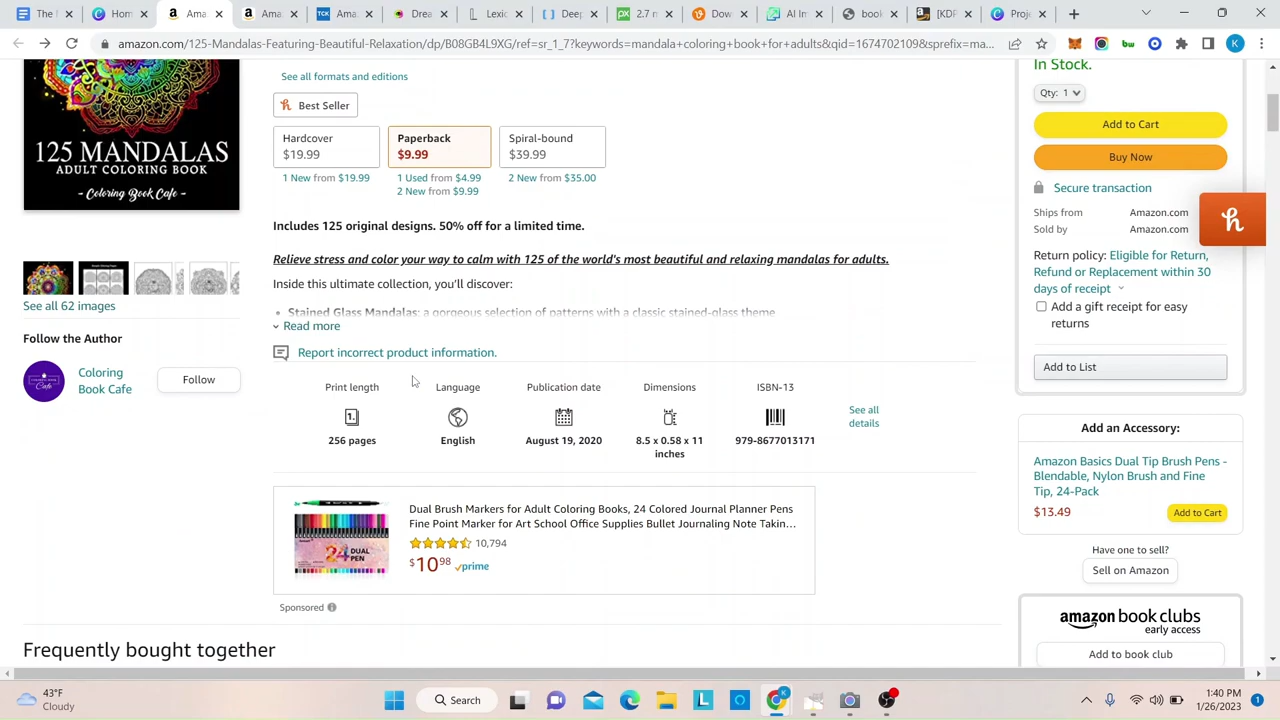 The I
Hom
Ama
Ama
TCK
Amaz
Paperback
Lexic
Deep
2.7 n
Dow
AI Im
book
[KDP
Proje
Ca
amazon.com/125-Mandalas-Featuring-Beautiful-Relaxation/dp/B8GB4L9XG/ref=sr_1_7?keywords=mandala+coloring+book+for+adults&qid=1674702109&sprefix=ma...
K
125 MANDALAS
ADULT COLORING BOOK
- Coloring Book Cafe -
See all 62 images
Follow the Author
Coloring
Book Cafe
Follow
See all formats and editions
Best Seller
Hardcover
$19.99
Paperback
$9.99
Spiral-bound
$39.99
1 New from $19.99
1 Used from $4.99
2 New from $9.99
2 New from $35.00
Includes 125 original designs. 50% off for a limited time.
Relieve stress and color your way to calm with 125 of the world's most beautiful and relaxing mandalas for adults.
Inside this ultimate collection, you'll discover:
• Stained Glass Mandalas: a gorgeous selection of patterns with a classic stained-glass theme
Read more
Report incorrect product information.
Print length
256 pages
Language
English
Publication date
August 19, 2020
Dimensions
8.5 x 0.58 x 11
inches
ISBN-13
979-8677013171
See all
details
24 DUAL
PEN
Dual Brush Markers for Adult Coloring Books, 24 Colored Journal Planner Pens
Fine Point Marker for Art School Office Supplies Bullet Journaling Note Takin...
10,794
$10 98 prime
Sponsored
Frequently bought together
In Stock.
Qty: 1
Add to Cart
Buy Now
Secure transaction
Ships from Amazon.com
Sold by Amazon.com
Return policy: Eligible for Return,
Refund or Replacement within 30
days of receipt
Add a gift receipt for easy
returns
Add to List
Add an Accessory:
Amazon Basics Dual Tip Brush Pens -
Blendable, Nylon Brush and Fine
Tip, 24-Pack
$13.49
Add to Cart
Have one to sell?
Sell on Amazon
amazon book clubs
early access
Add to book club
43°F
Cloudy
Search
1:40 PM
1/26/2023